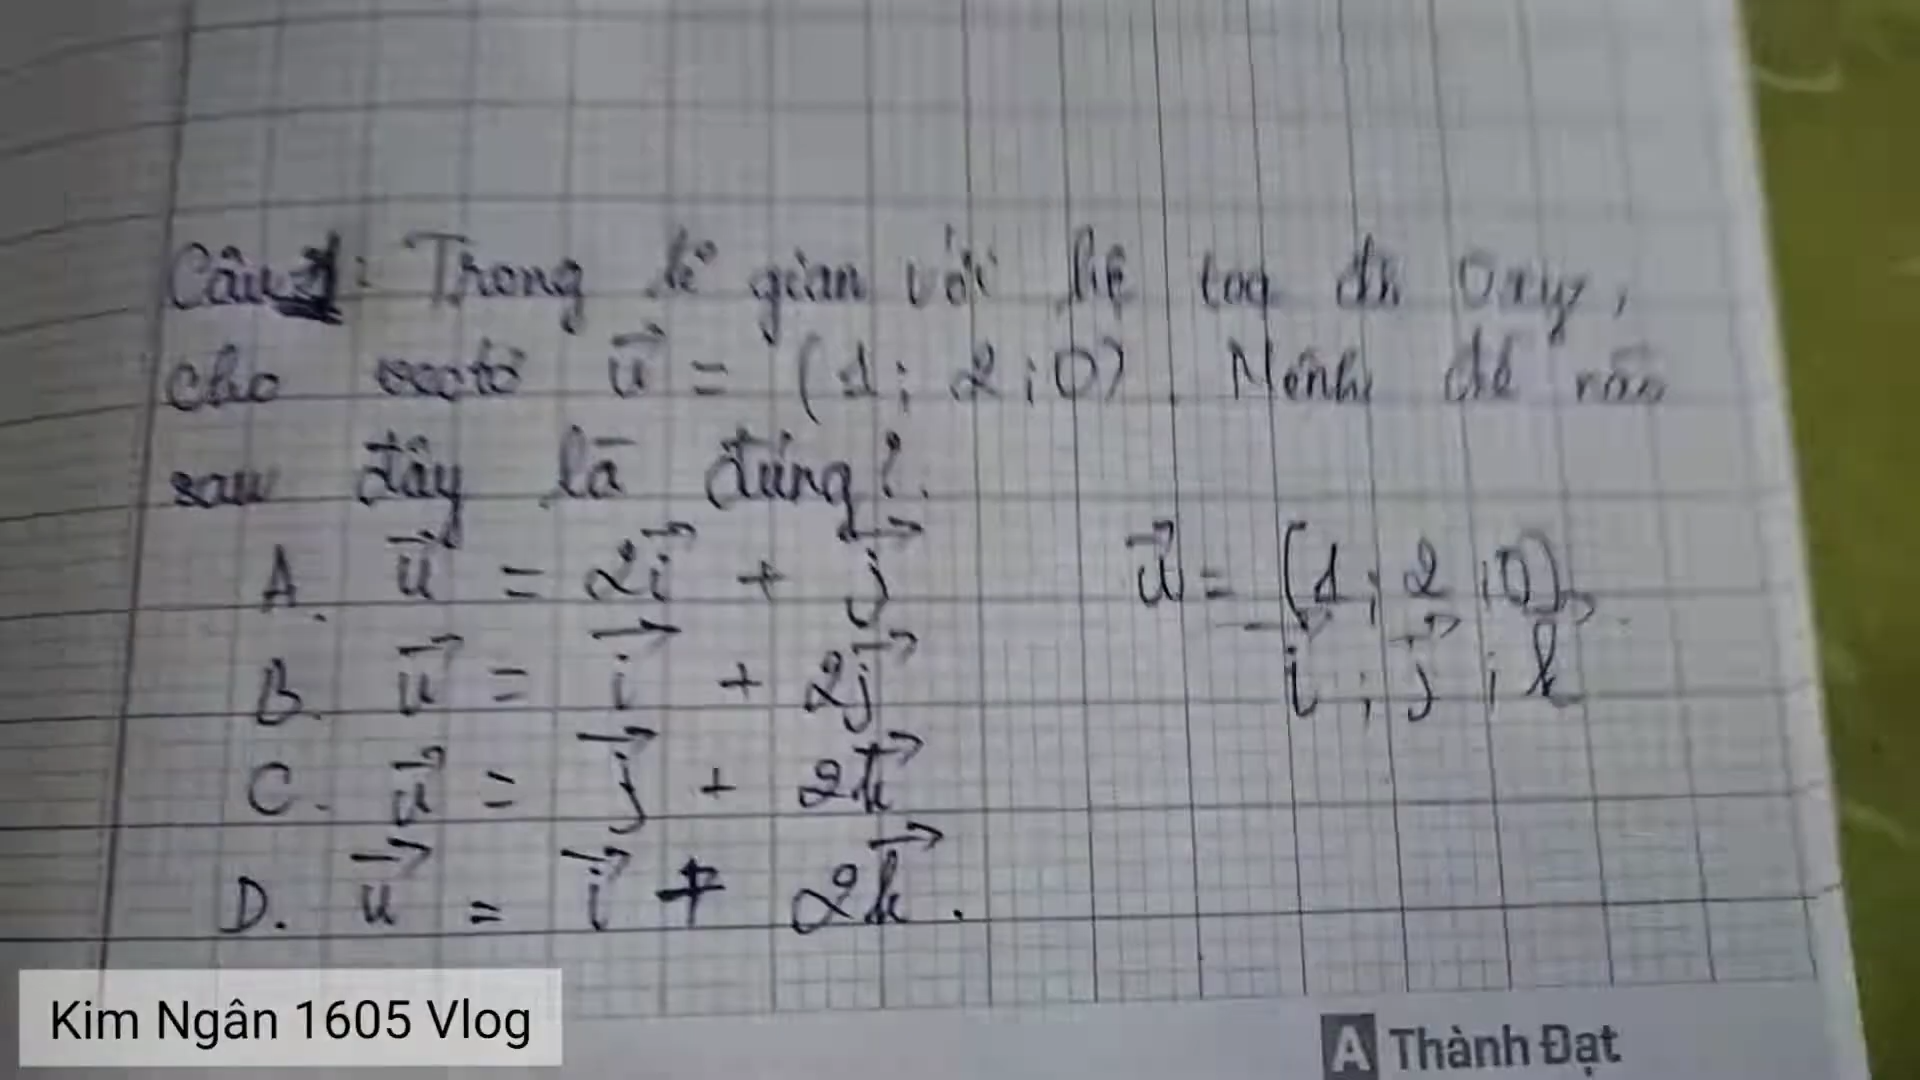 Câu 1: Trong k° gian với hệ toạ độ Oxyz,
cho vectơ u⃗ = (1; 2; 0). Mệnh đề nào
sau đây là đúng?.
A. u⃗ = 2i⃗ + j⃗
B. u⃗ = i⃗ + 2j⃗
C. u⃗ = j⃗ + 2k⃗
D. u⃗ = i⃗ + 2k⃗.
u⃗ = (1; 2; 0)
i⃗; j⃗; k⃗
Kim Ngân 1605 Vlog
A Thành Đạt